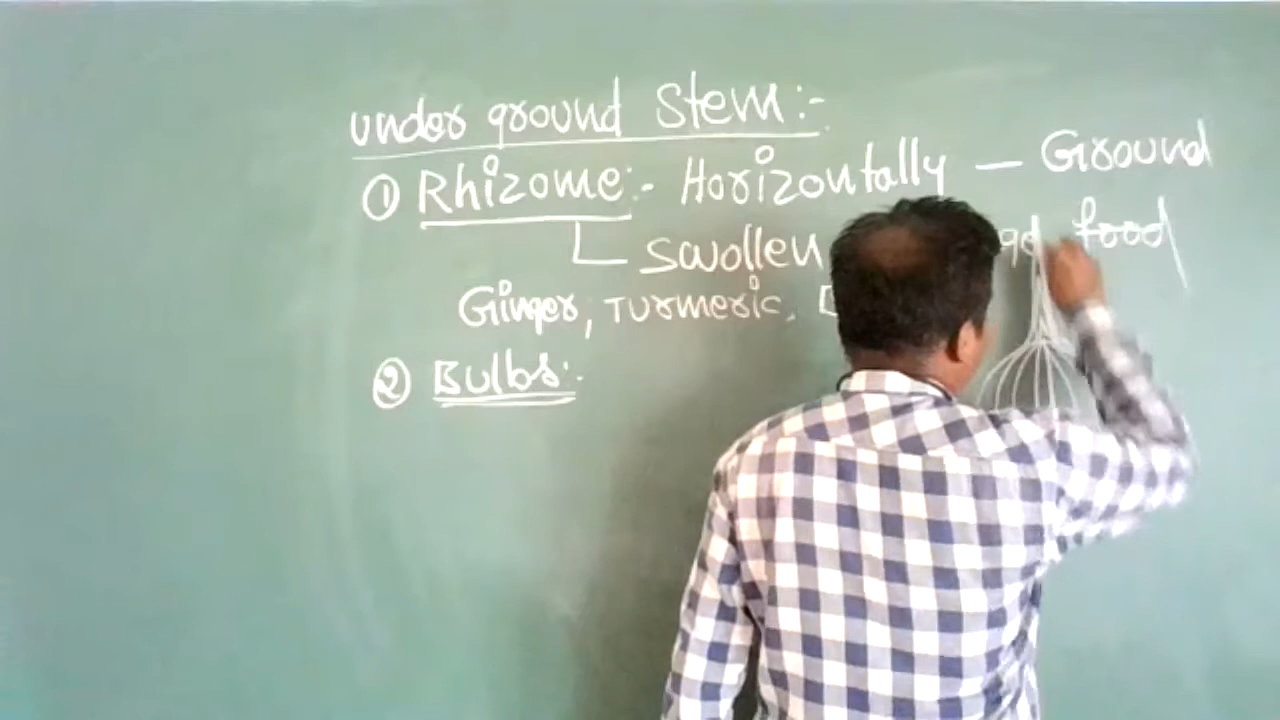 under ground Stem:-
① Rhizome:- Horizontally — Ground
Swollen food
Ginger, Turmeric,
② Bulbs:-